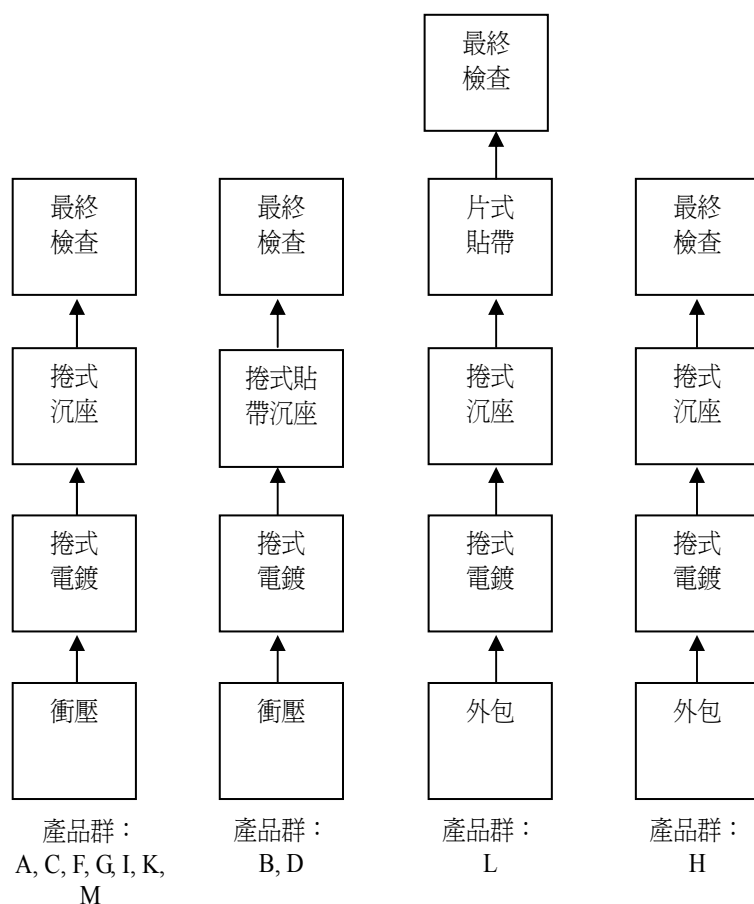 最終
檢查
最終
檢查
捲式
沉座
捲式
電鍍
衝壓
產品群：
A, C, F, G, I, K,
M
最終
檢查
捲式貼
帶沉座
捲式
電鍍
衝壓
產品群：
B, D
片式
貼帶
捲式
沉座
捲式
電鍍
外包
產品群：
L
最終
檢查
捲式
沉座
捲式
電鍍
外包
產品群：
H